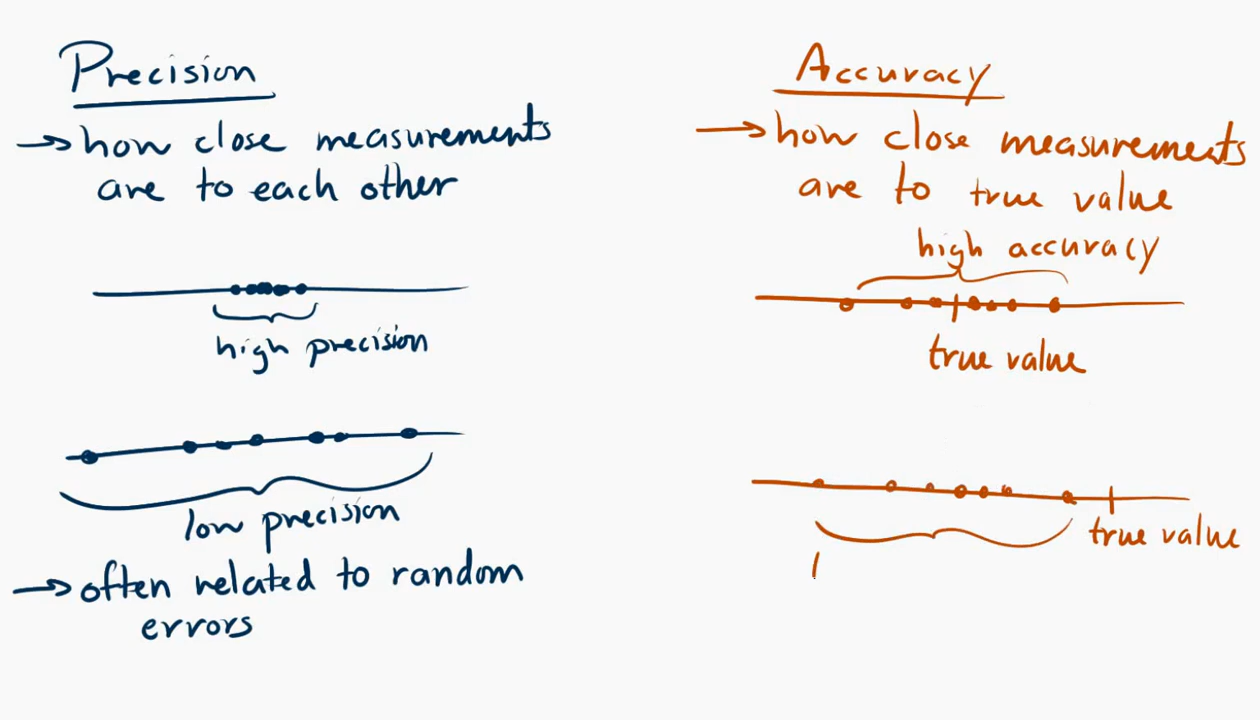 Precision
→ how close measurements
are to each other
high precision
low precision
→ often related to random
errors
Accuracy
→ how close measurements
are to true value
high accuracy
true value
true value
l